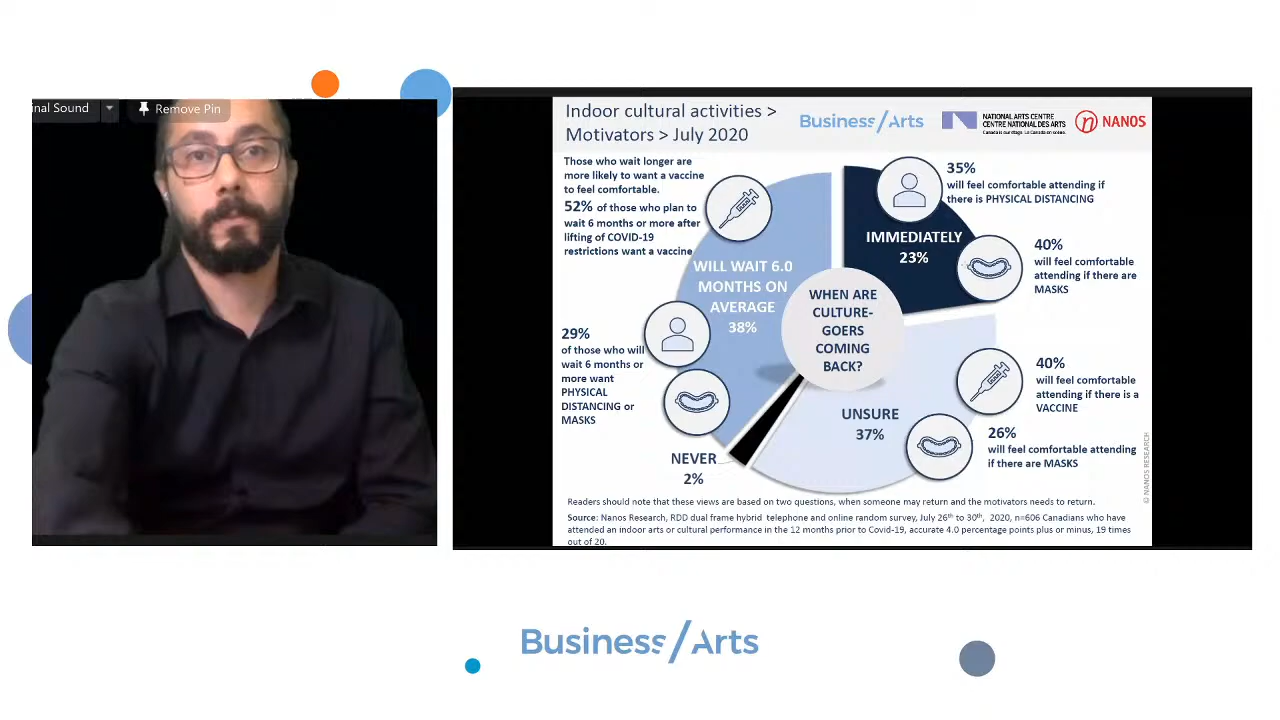 inal Sound
Remove Pin
Indoor cultural activities >
Motivators > July 2020
Business/Arts
NATIONAL ARTS CENTRE
CENTRE NATIONAL DES ARTS
Canada is our stage. Le Canada en scène.
NANOS
Those who wait longer are
more likely to want a vaccine
to feel comfortable.
52% of those who plan to
wait 6 months or more after
lifting of COVID-19
restrictions want a vaccine
35%
will feel comfortable attending if
there is PHYSICAL DISTANCING
IMMEDIATELY
23%
40%
will feel comfortable
attending if there are
MASKS
WILL WAIT 6.0
MONTHS ON
AVERAGE
38%
WHEN ARE
CULTURE-
GOERS
COMING
BACK?
29%
of those who will
wait 6 months or
more want
PHYSICAL
DISTANCING or
MASKS
40%
will feel comfortable
attending if there is a
VACCINE
UNSURE
37%
26%
will feel comfortable attending
if there are MASKS
NEVER
2%
© NANOS RESEARCH
Readers should note that these views are based on two questions, when someone may return and the motivators needs to return.
Source: Nanos Research, RDD dual frame hybrid telephone and online random survey, July 26th to 30th, 2020, n=606 Canadians who have
attended an indoor arts or cultural performance in the 12 months prior to Covid-19, accurate 4.0 percentage points plus or minus, 19 times
out of 20.
Business/Arts